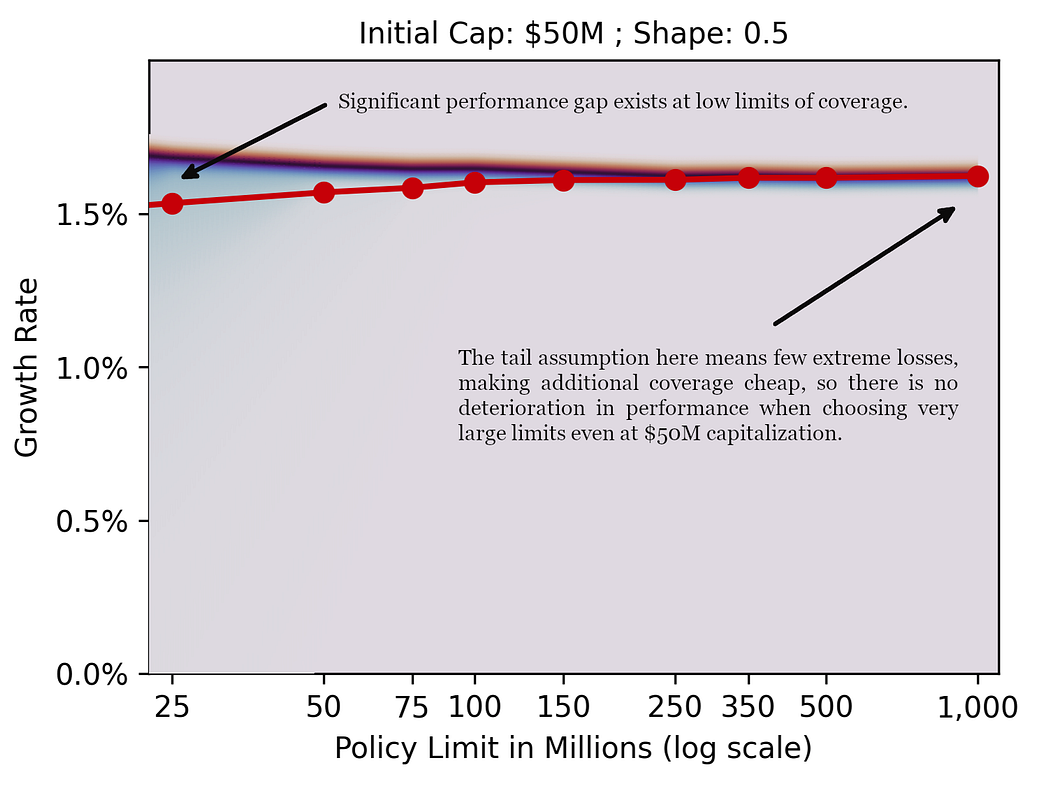 Initial Cap: $50M ; Shape: 0.5
Significant performance gap exists at low limits of coverage.
1.5%
1.0%
0.5%
0.0%
Growth Rate
The tail assumption here means few extreme losses,
making additional coverage cheap, so there is no
deterioration in performance when choosing very
large limits even at $50M capitalization.
25 50 75 100 150 250 350 500 1,000
Policy Limit in Millions (log scale)